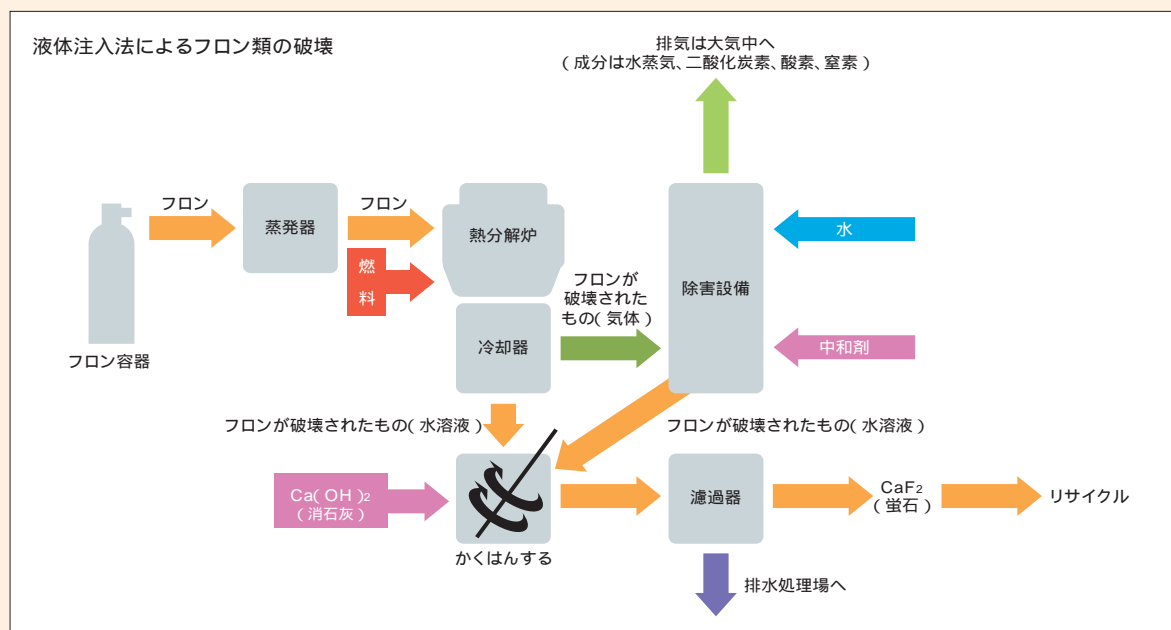 液体注入法によるフロン類の破壊
排気は大気中へ
(成分は水蒸気、二酸化炭素、酸素、窒素)
フロン
蒸発器
フロン
燃
料
熱分解炉
フロンが
破壊された
もの(気体)
冷却器
除害設備
水
中和剤
フロン容器
フロンが破壊されたもの(水溶液)
フロンが破壊されたもの(水溶液)
Ca(OH)₂
(消石灰)
かくはんする
濾過器
CaF₂
(蛍石)
リサイクル
排水処理場へ